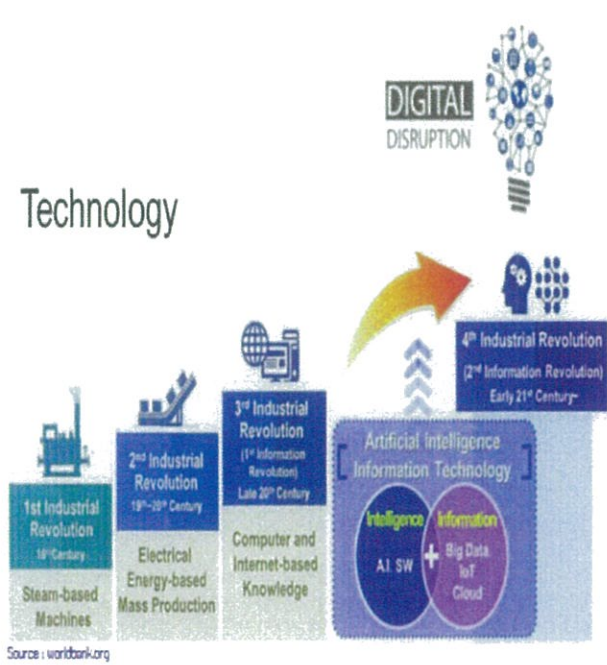 DIGITAL
DISRUPTION
Technology
4th Industrial Revolution
(2nd Information Revolution)
Early 21st Century~
3rd Industrial
Revolution
(1st Information
Revolution)
Late 20th Century
2nd Industrial
Revolution
19th~20th Century
1st Industrial
Revolution
18th Century
Artificial Intelligence
Information Technology
Intelligence
Information
+
A.I. SW
Big Data
IoT
Cloud
Computer and
Internet-based
Knowledge
Electrical
Energy-based
Mass Production
Steam-based
Machines
Source : worldbank.org